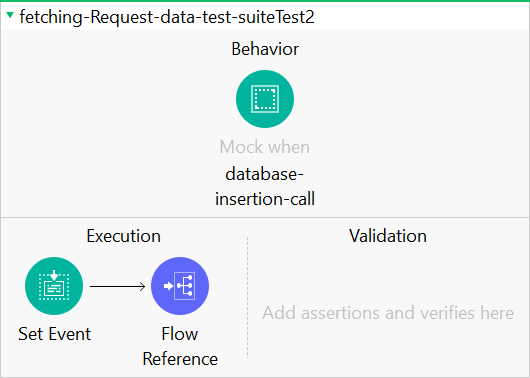 fetching-Request-data-test-suiteTest2
Behavior
Mock when
database-
insertion-call
Execution
Set Event
Flow
Reference
Validation
Add assertions and verifies here